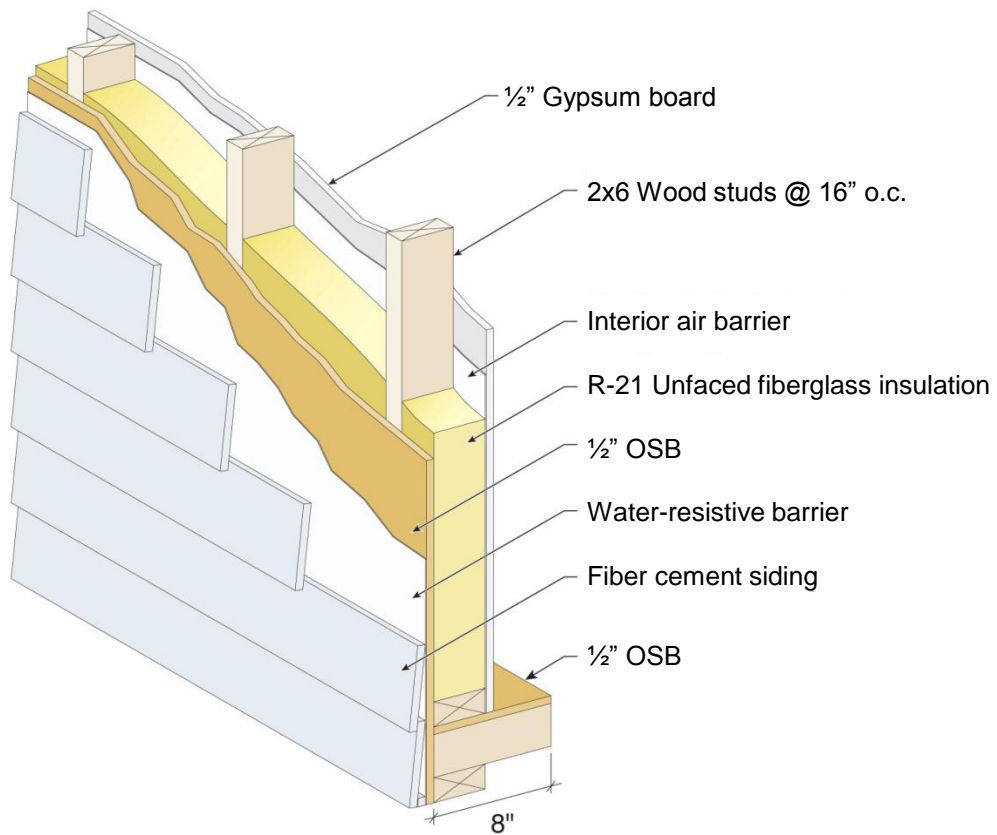 ½” Gypsum board
2x6 Wood studs @ 16” o.c.
Interior air barrier
R-21 Unfaced fiberglass insulation
½” OSB
Water-resistive barrier
Fiber cement siding
½” OSB
8"